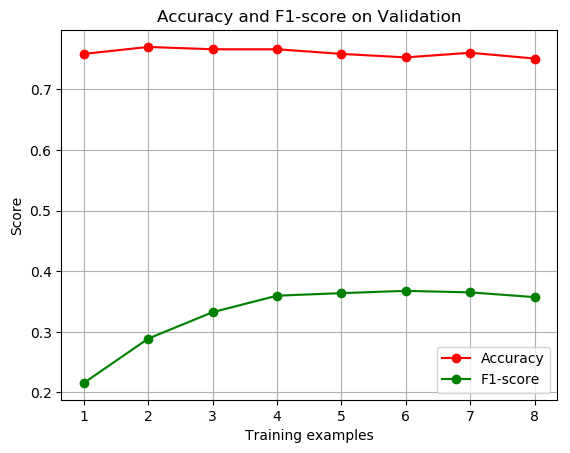 Accuracy and F1-score on Validation
Score
0.7
0.6
0.5
0.4
0.3
0.2
Accuracy
F1-score
1 2 3 4 5 6 7 8
Training examples